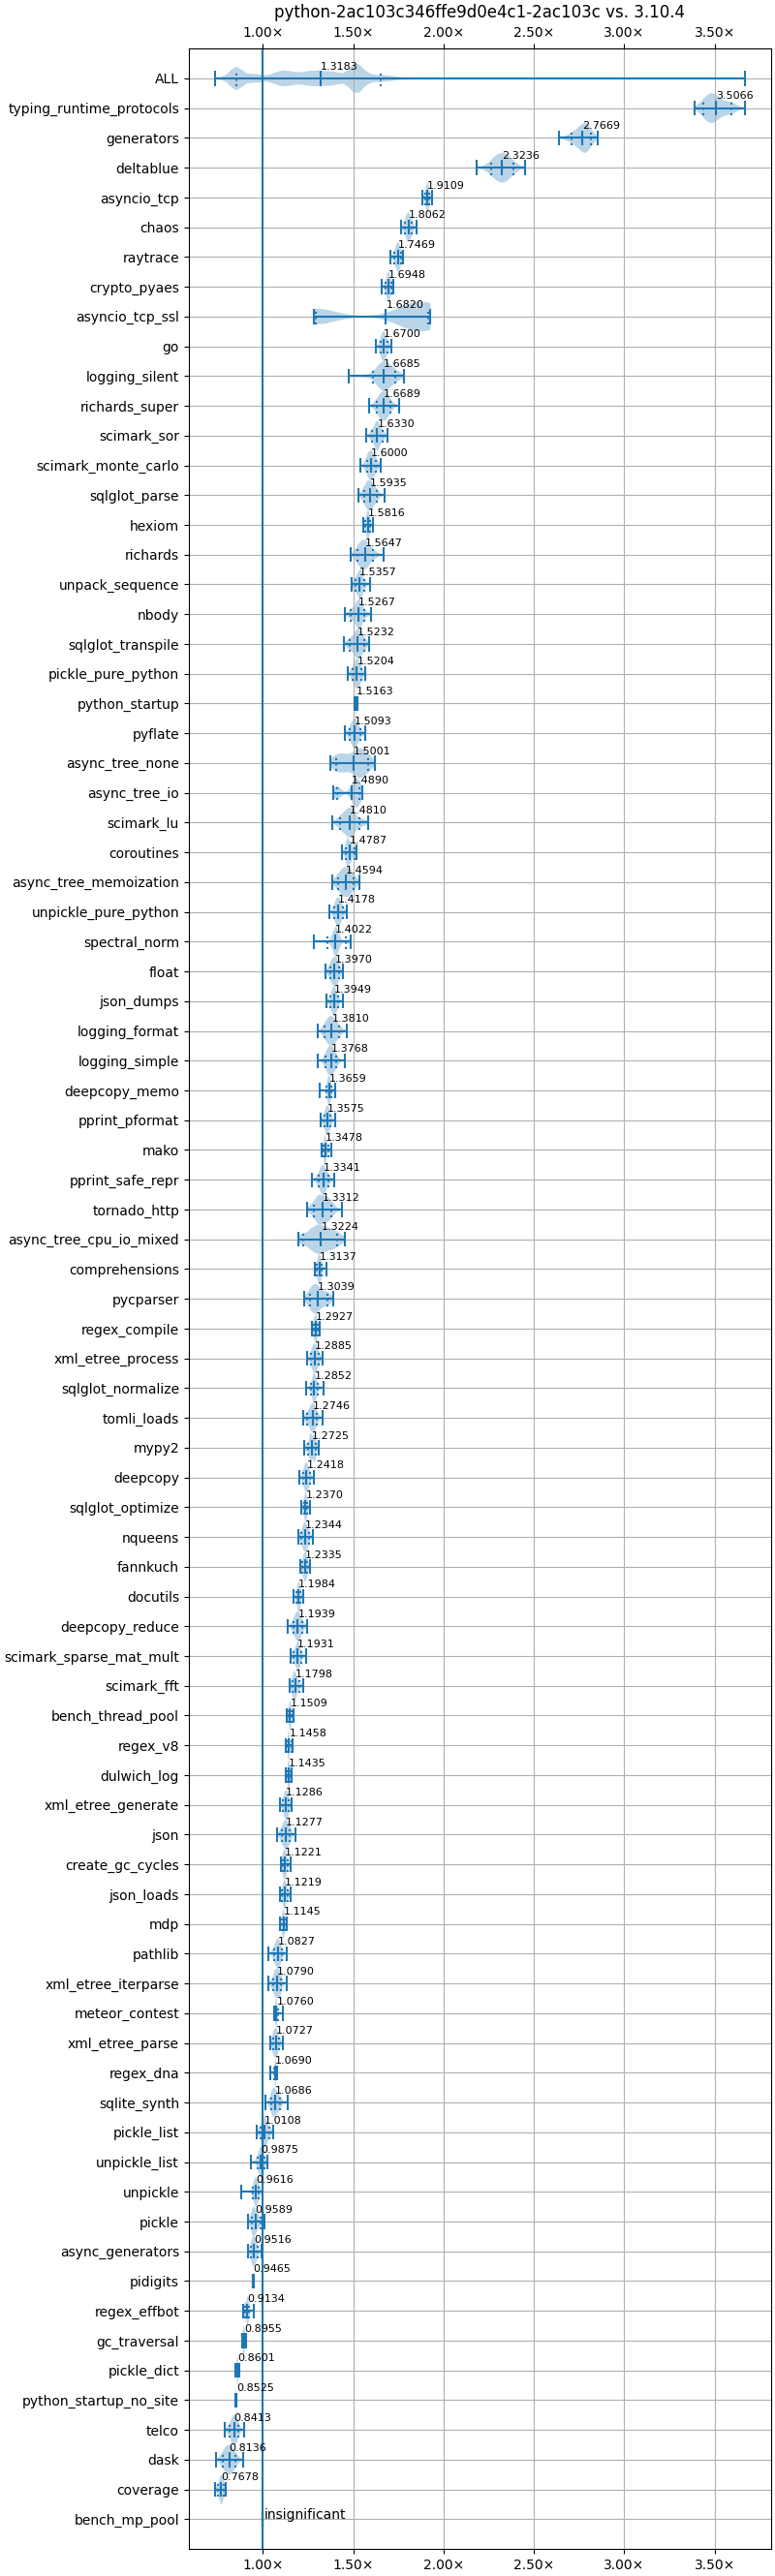 python-2ac103c346ffe9d0e4c1-2ac103c vs. 3.10.4
1.00× 1.50× 2.00× 2.50× 3.00× 3.50×
ALL 1.3183
typing_runtime_protocols 3.5066
generators 2.7669
deltablue 2.3236
asyncio_tcp 1.9109
chaos 1.8062
raytrace 1.7469
crypto_pyaes 1.6948
asyncio_tcp_ssl 1.6820
go 1.6700
logging_silent 1.6685
richards_super 1.6689
scimark_sor 1.6330
scimark_monte_carlo 1.6000
sqlglot_parse 1.5935
hexiom 1.5816
richards 1.5647
unpack_sequence 1.5357
nbody 1.5267
sqlglot_transpile 1.5232
pickle_pure_python 1.5204
python_startup 1.5163
pyflate 1.5093
async_tree_none 1.5001
async_tree_io 1.4890
scimark_lu 1.4810
coroutines 1.4787
async_tree_memoization 1.4594
unpickle_pure_python 1.4178
spectral_norm 1.4022
float 1.3970
json_dumps 1.3949
logging_format 1.3810
logging_simple 1.3768
deepcopy_memo 1.3659
pprint_pformat 1.3575
mako 1.3478
pprint_safe_repr 1.3341
tornado_http 1.3312
async_tree_cpu_io_mixed 1.3224
comprehensions 1.3137
pycparser 1.3039
regex_compile 1.2927
xml_etree_process 1.2885
sqlglot_normalize 1.2852
tomli_loads 1.2746
mypy2 1.2725
deepcopy 1.2418
sqlglot_optimize 1.2370
nqueens 1.2344
fannkuch 1.2335
docutils 1.1984
deepcopy_reduce 1.1939
scimark_sparse_mat_mult 1.1931
scimark_fft 1.1798
bench_thread_pool 1.1509
regex_v8 1.1458
dulwich_log 1.1435
xml_etree_generate 1.1286
json 1.1277
create_gc_cycles 1.1221
json_loads 1.1219
mdp 1.1145
pathlib 1.0827
xml_etree_iterparse 1.0790
meteor_contest 1.0760
xml_etree_parse 1.0727
regex_dna 1.0690
sqlite_synth 1.0686
pickle_list 1.0108
unpickle_list 0.9875
unpickle 0.9616
pickle 0.9589
async_generators 0.9516
pidigits 0.9465
regex_effbot 0.9134
gc_traversal 0.8955
pickle_dict 0.8601
python_startup_no_site 0.8525
telco 0.8413
dask 0.8136
coverage 0.7678
bench_mp_pool insignificant
1.00× 1.50× 2.00× 2.50× 3.00× 3.50×